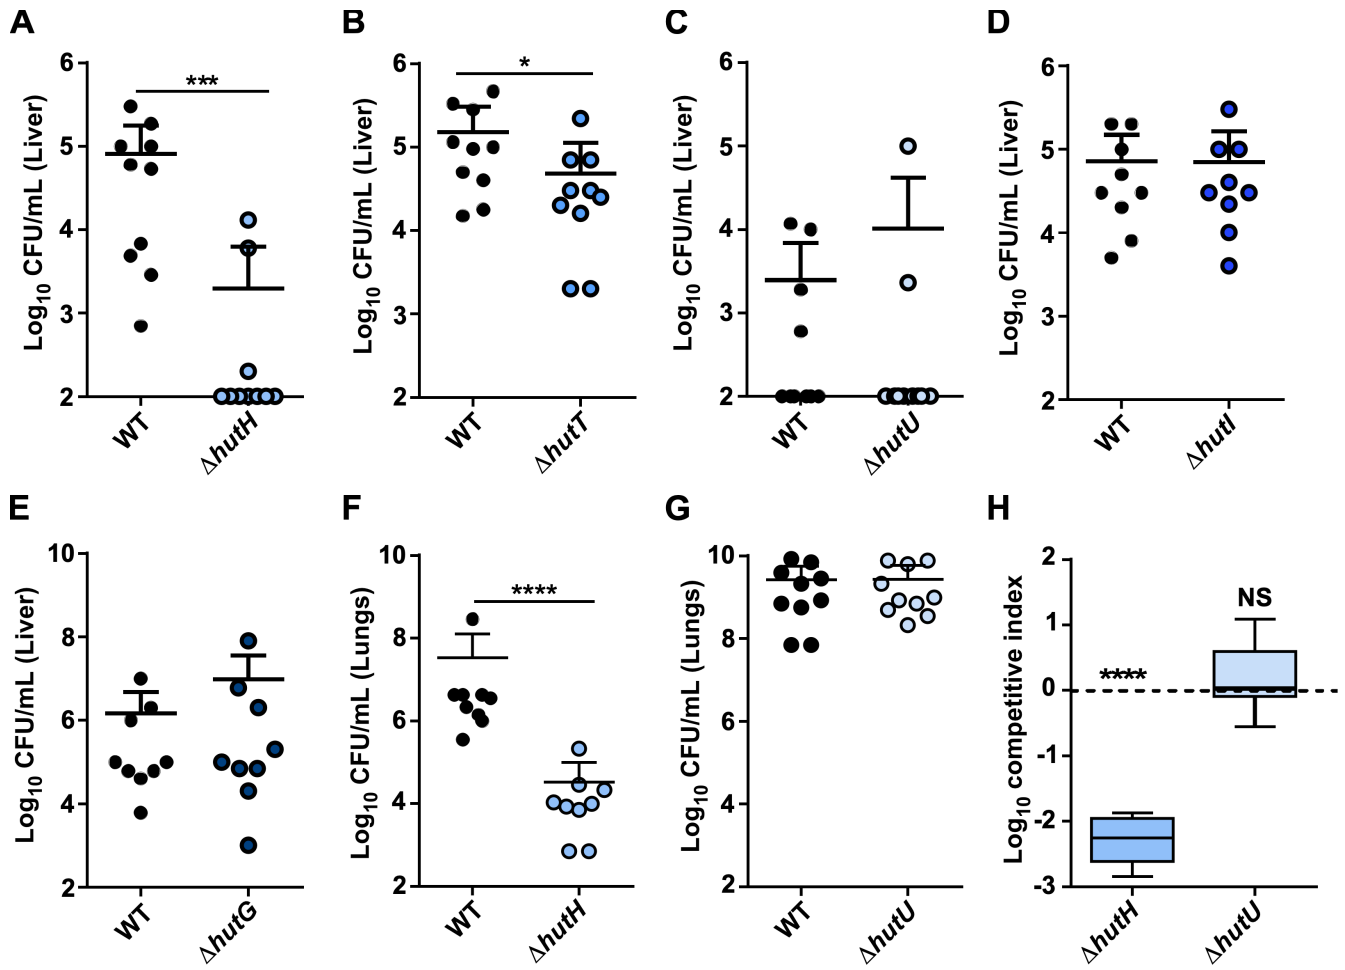 A
Log10 CFU/mL (Liver)
6
5
4
3
2
***
WT
ΔhutH
B
Log10 CFU/mL (Liver)
6
5
4
3
2
*
WT
ΔhutT
C
Log10 CFU/mL (Liver)
6
5
4
3
2
WT
ΔhutU
D
Log10 CFU/mL (Liver)
6
5
4
3
2
WT
ΔhutI
E
Log10 CFU/mL (Liver)
10
8
6
4
2
WT
ΔhutG
F
Log10 CFU/mL (Lungs)
10
8
6
4
2
****
WT
ΔhutH
G
Log10 CFU/mL (Lungs)
10
8
6
4
2
WT
ΔhutU
H
Log10 competitive index
2
1
0
-1
-2
-3
****
NS
ΔhutH
ΔhutU